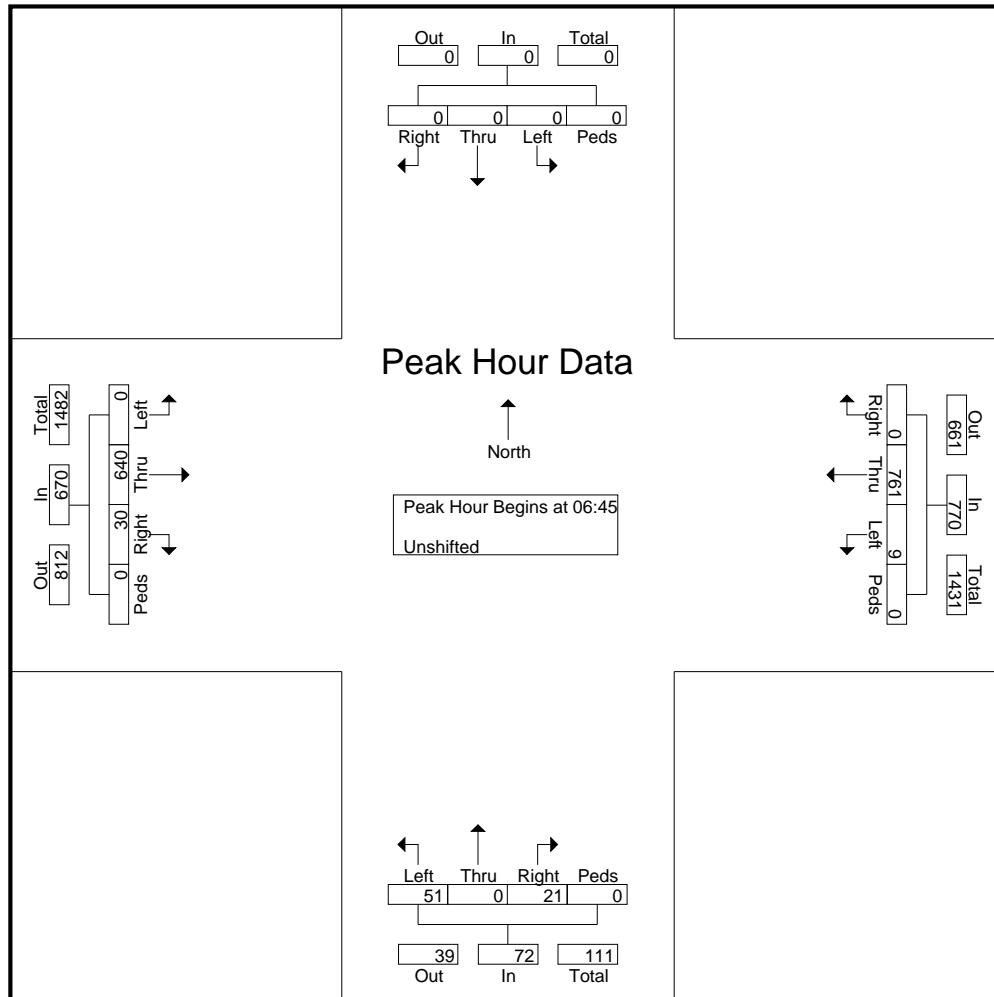 Out In Total
0 0 0
0 0 0 0
Right Thru Left Peds
Peak Hour Data
North
Peak Hour Begins at 06:45
Unshifted
Total In Out
1482 670 812
0 640 30 0
Left Thru Right Peds
Out In Total
661 770 1431
0 761 9 0
Right Thru Left Peds
Left Thru Right Peds
51 0 21 0
39 72 111
Out In Total